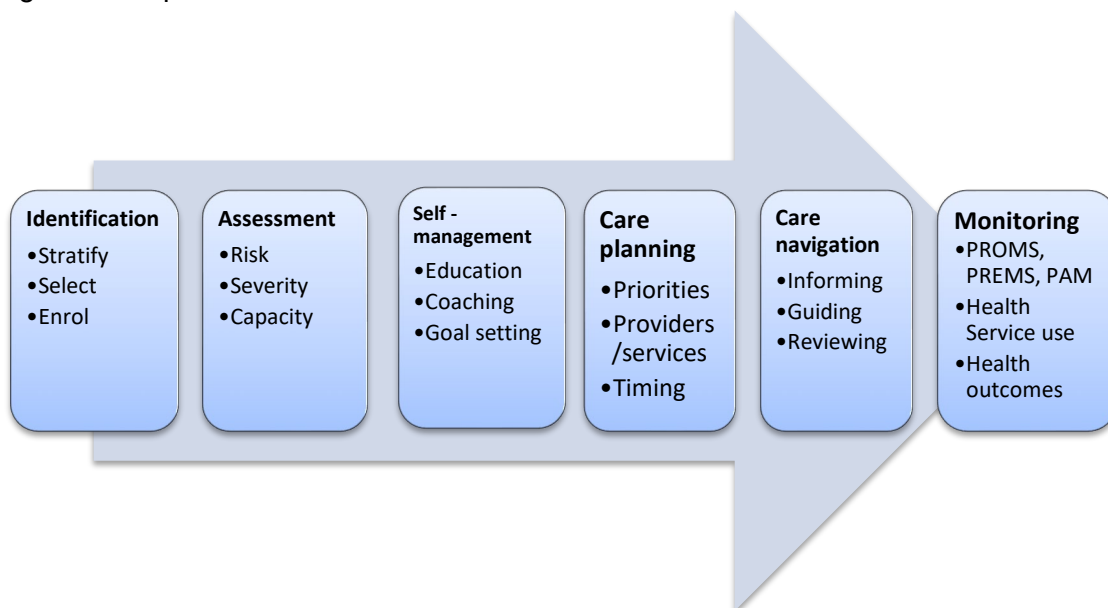 Identification
•Stratify
•Select
•Enrol
Assessment
•Risk
•Severity
•Capacity
Self -
management
•Education
•Coaching
•Goal setting
Care
planning
•Priorities
•Providers
/services
•Timing
Care
navigation
•Informing
•Guiding
•Reviewing
Monitoring
•PROMS,
PREMS, PAM
•Health
Service use
•Health
outcomes